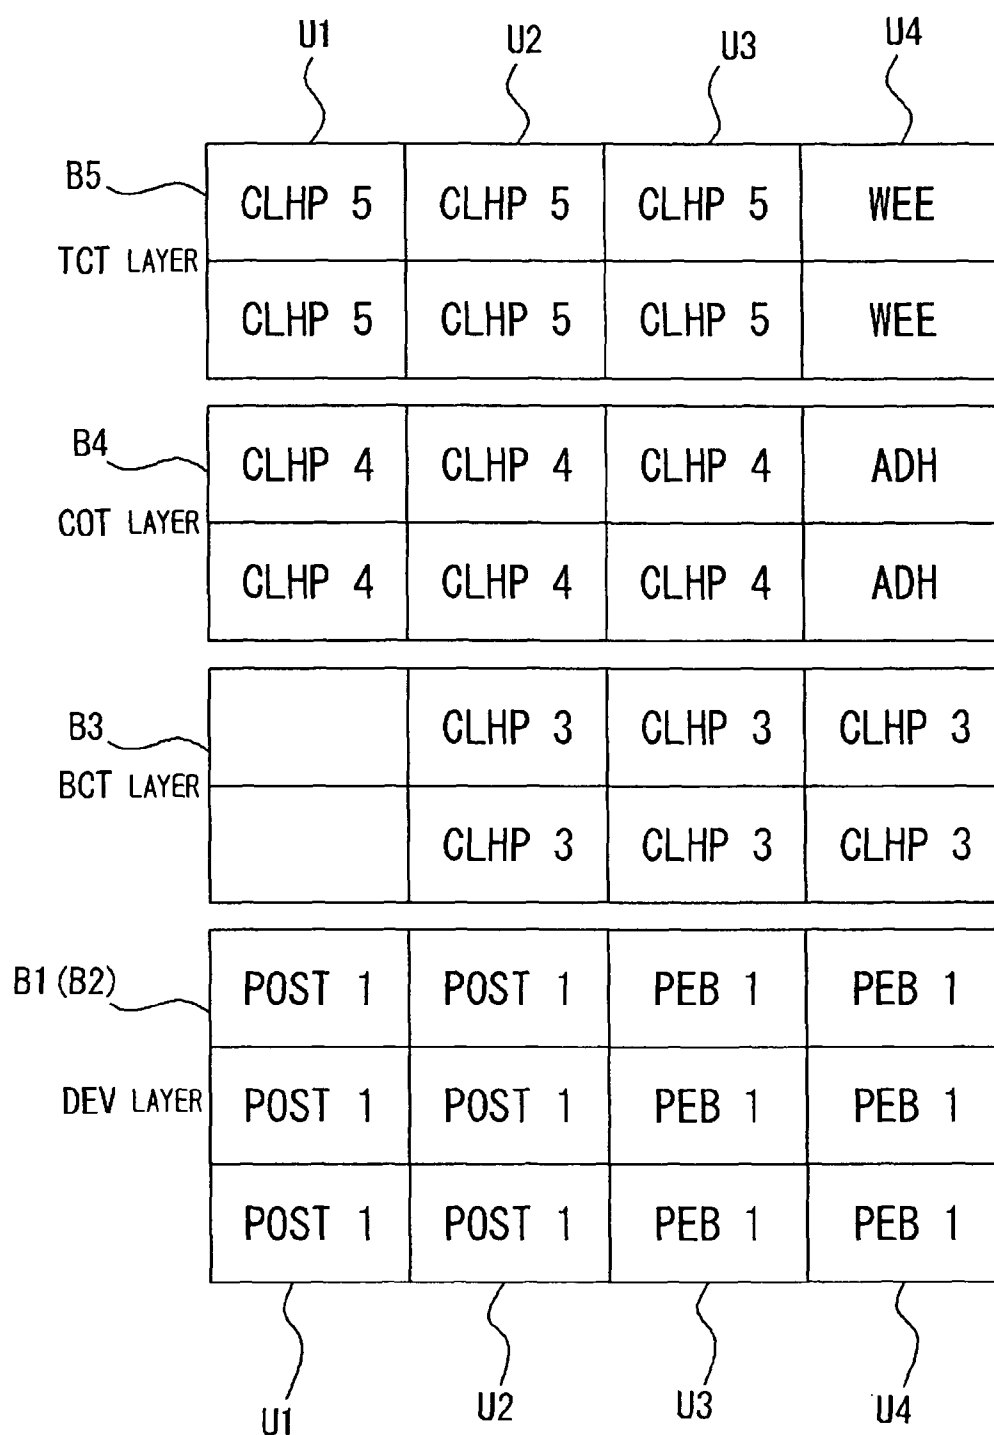 U1 U2 U3 U4
B5
CLHP 5 CLHP 5 CLHP 5 WEE
TCT LAYER
CLHP 5 CLHP 5 CLHP 5 WEE
B4
CLHP 4 CLHP 4 CLHP 4 ADH
COT LAYER
CLHP 4 CLHP 4 CLHP 4 ADH
B3
CLHP 3 CLHP 3 CLHP 3
BCT LAYER
CLHP 3 CLHP 3 CLHP 3
B1 (B2)
POST 1 POST 1 PEB 1 PEB 1
DEV LAYER
POST 1 POST 1 PEB 1 PEB 1
POST 1 POST 1 PEB 1 PEB 1
U1 U2 U3 U4